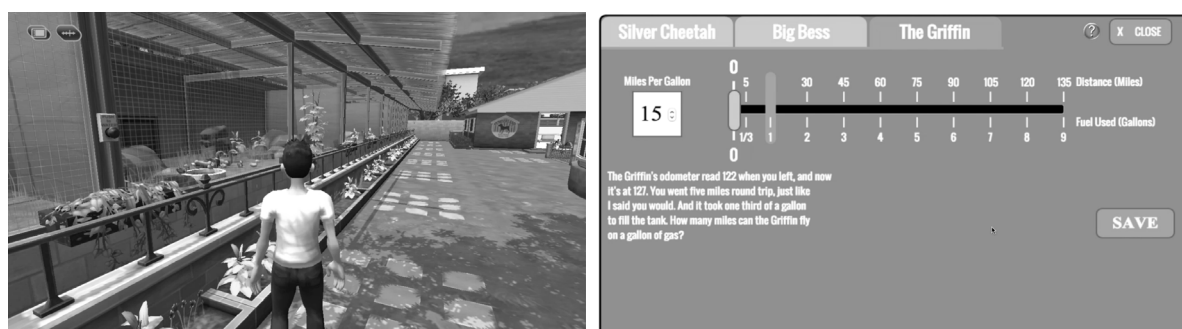 Silver Cheetah Big Bess The Griffin ? X CLOSE
Miles Per Gallon
15
0
5 30 45 60 75 90 105 120 135 Distance (Miles)
Fuel Used (Gallons)
1/3 1 2 3 4 5 6 7 8 9
0
The Griffin's odometer read 122 when you left, and now
it's at 127. You went five miles round trip, just like
I said you would. And it took one third of a gallon
to fill the tank. How many miles can the Griffin fly
on a gallon of gas?
SAVE